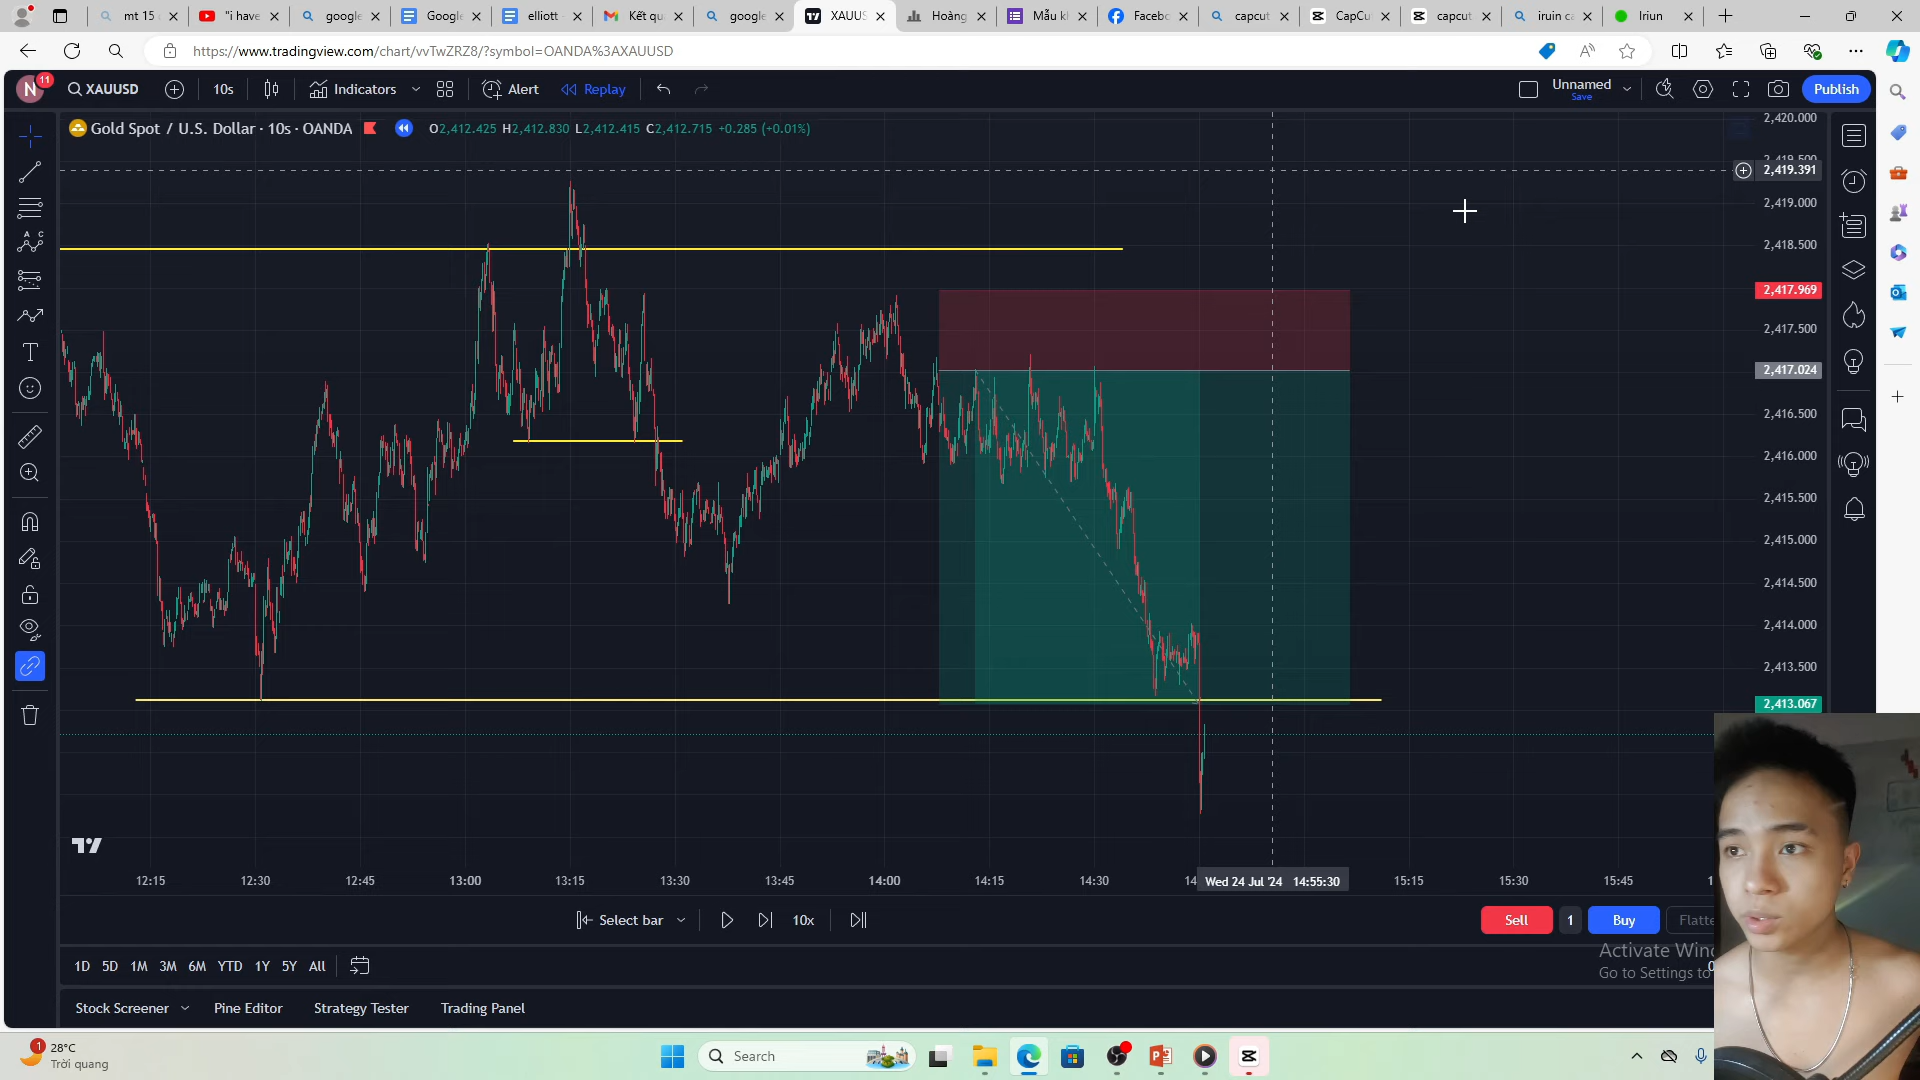 mt 15
"i have
google
Google
elliott
Kết qu
google
XAUUS
Hoàng
Mẫu k
Faceb
capcut
CapCu
capcut
iruin ca
Iriun
https://www.tradingview.com/chart/vvTwZRZ8/?symbol=OANDA%3AXAUUSD
N 11 XAUUSD 10s Indicators Alert Replay Unnamed Save Publish
Gold Spot / U.S. Dollar · 10s · OANDA O2,412.425 H2,412.830 L2,412.415 C2,412.715 +0.285 (+0.01%)
2,420.000
2,419.391
2,419.000
2,418.500
2,417.969
2,417.500
2,417.024
2,416.500
2,416.000
2,415.500
2,415.000
2,414.500
2,414.000
2,413.500
2,413.067
A C
T
12:15 12:30 12:45 13:00 13:15 13:30 13:45 14:00 14:15 14:30 Wed 24 Jul '24 14:55:30 15:15 15:30 15:45
Select bar 10x Sell 1 Buy Flatte
Activate Win
Go to Settings to
1D 5D 1M 3M 6M YTD 1Y 5Y All
Stock Screener Pine Editor Strategy Tester Trading Panel
1 28°C
Trời quang
Search